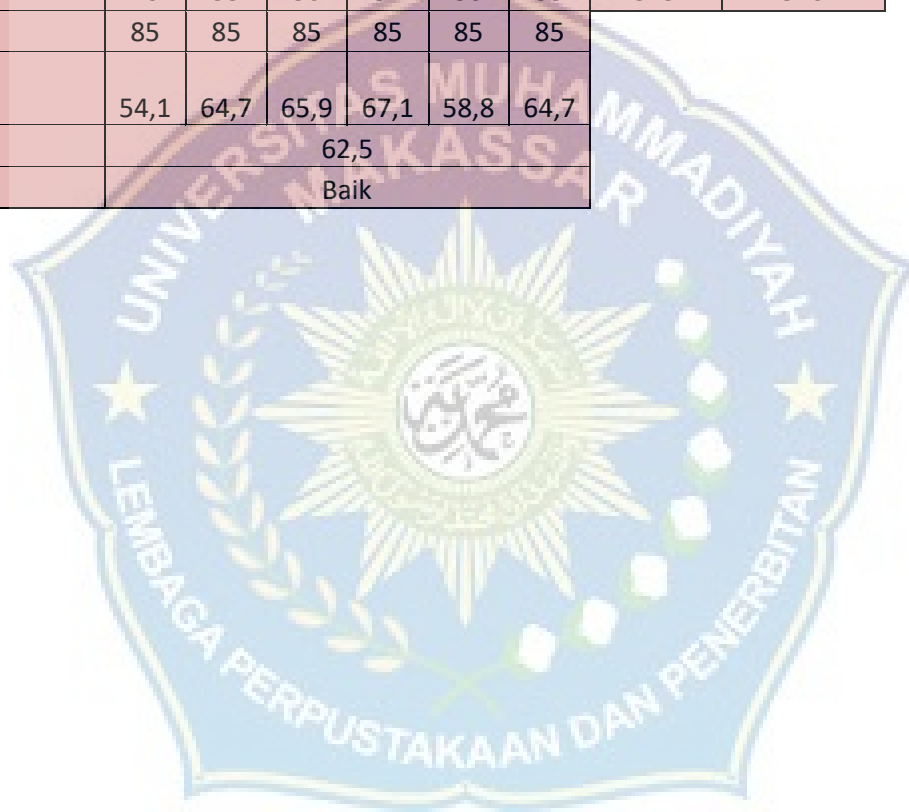 85 85 85 85 85 85
54,1 64,7 65,9 67,1 58,8 64,7
62,5
Baik
UNIVERSITAS MUHAMMADIYAH
MAKASSAR
محمدية
LEMBAGA PERPUSTAKAAN DAN PENERBITAN